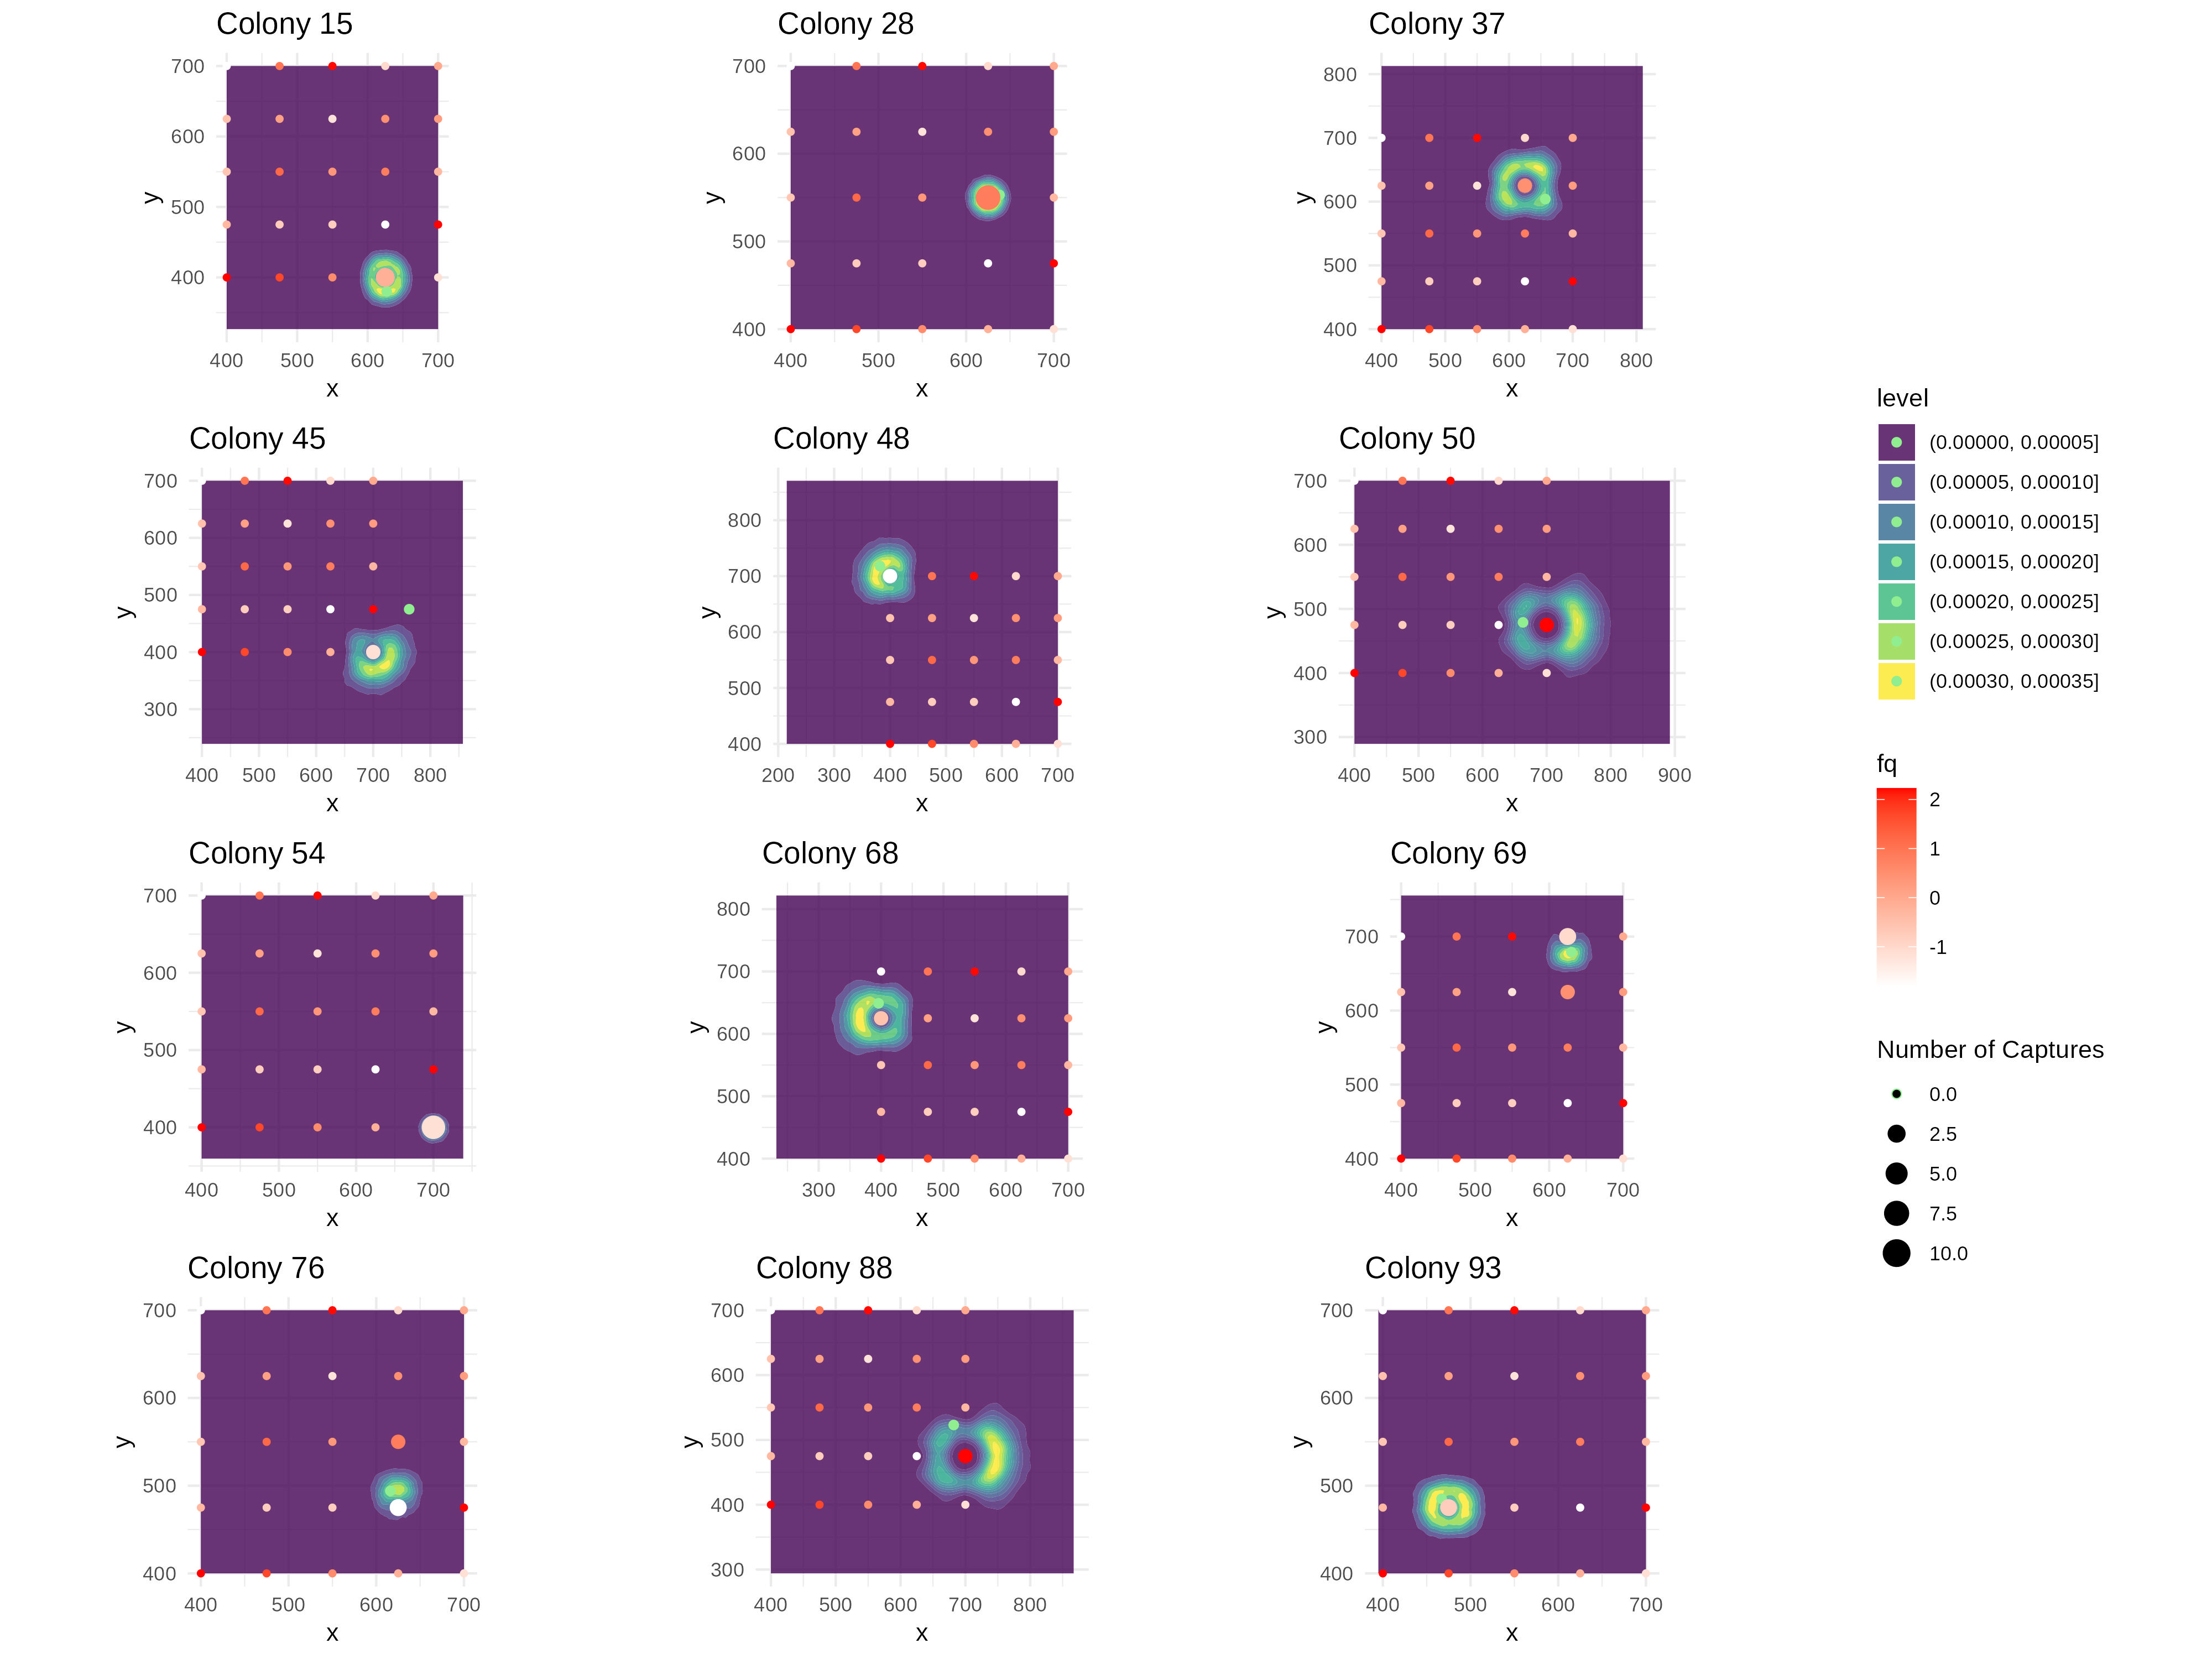 Colony 15
700
600
500
400
y
400 500 600 700
x
Colony 28
700
600
500
400
y
400 500 600 700
x
Colony 37
800
700
600
500
400
y
400 500 600 700 800
x
Colony 45
700
600
500
400
300
y
400 500 600 700 800
x
Colony 48
800
700
600
500
400
y
200 300 400 500 600 700
x
Colony 50
700
600
500
400
300
y
400 500 600 700 800 900
x
Colony 54
700
600
500
400
y
400 500 600 700
x
Colony 68
800
700
600
500
400
y
300 400 500 600 700
x
Colony 69
700
600
500
400
y
400 500 600 700
x
Colony 76
700
600
500
400
y
400 500 600 700
x
Colony 88
700
600
500
400
300
y
400 500 600 700 800
x
Colony 93
700
600
500
400
y
400 500 600 700
x
level
(0.00000, 0.00005]
(0.00005, 0.00010]
(0.00010, 0.00015]
(0.00015, 0.00020]
(0.00020, 0.00025]
(0.00025, 0.00030]
(0.00030, 0.00035]
fq
2
1
0
-1
Number of Captures
0.0
2.5
5.0
7.5
10.0